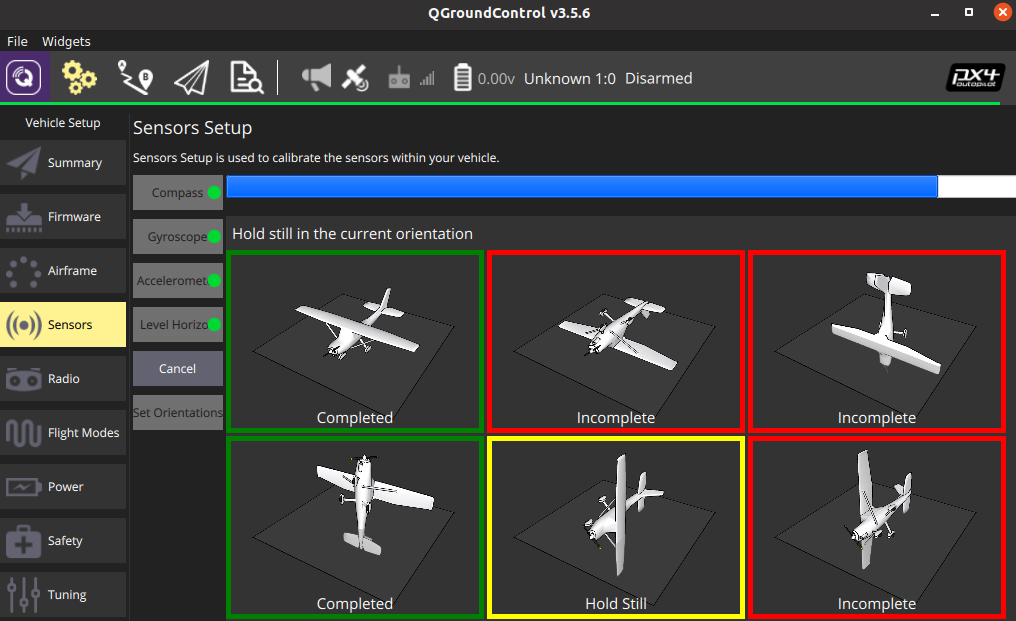 QGroundControl v3.5.6
File Widgets
B
0.00v Unknown 1:0 Disarmed
px4
autopilot
Vehicle Setup
Summary
Firmware
Airframe
Sensors
Radio
Flight Modes
Power
Safety
Tuning
Sensors Setup
Sensors Setup is used to calibrate the sensors within your vehicle.
Compass
Gyroscope
Acceleromet
Level Horizo
Cancel
Set Orientations
Hold still in the current orientation
Completed
Incomplete
Incomplete
Completed
Hold Still
Incomplete